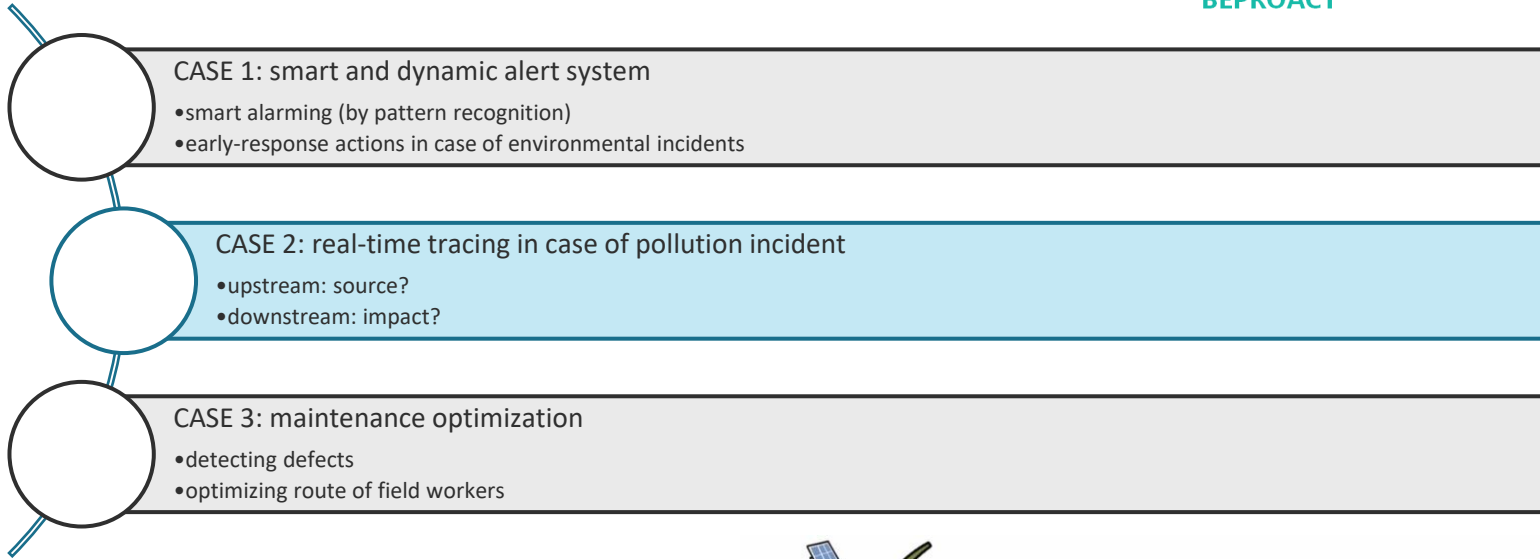 BEPROACT
CASE 1: smart and dynamic alert system
•smart alarming (by pattern recognition)
•early-response actions in case of environmental incidents
CASE 2: real-time tracing in case of pollution incident
•upstream: source?
•downstream: impact?
CASE 3: maintenance optimization
•detecting defects
•optimizing route of field workers